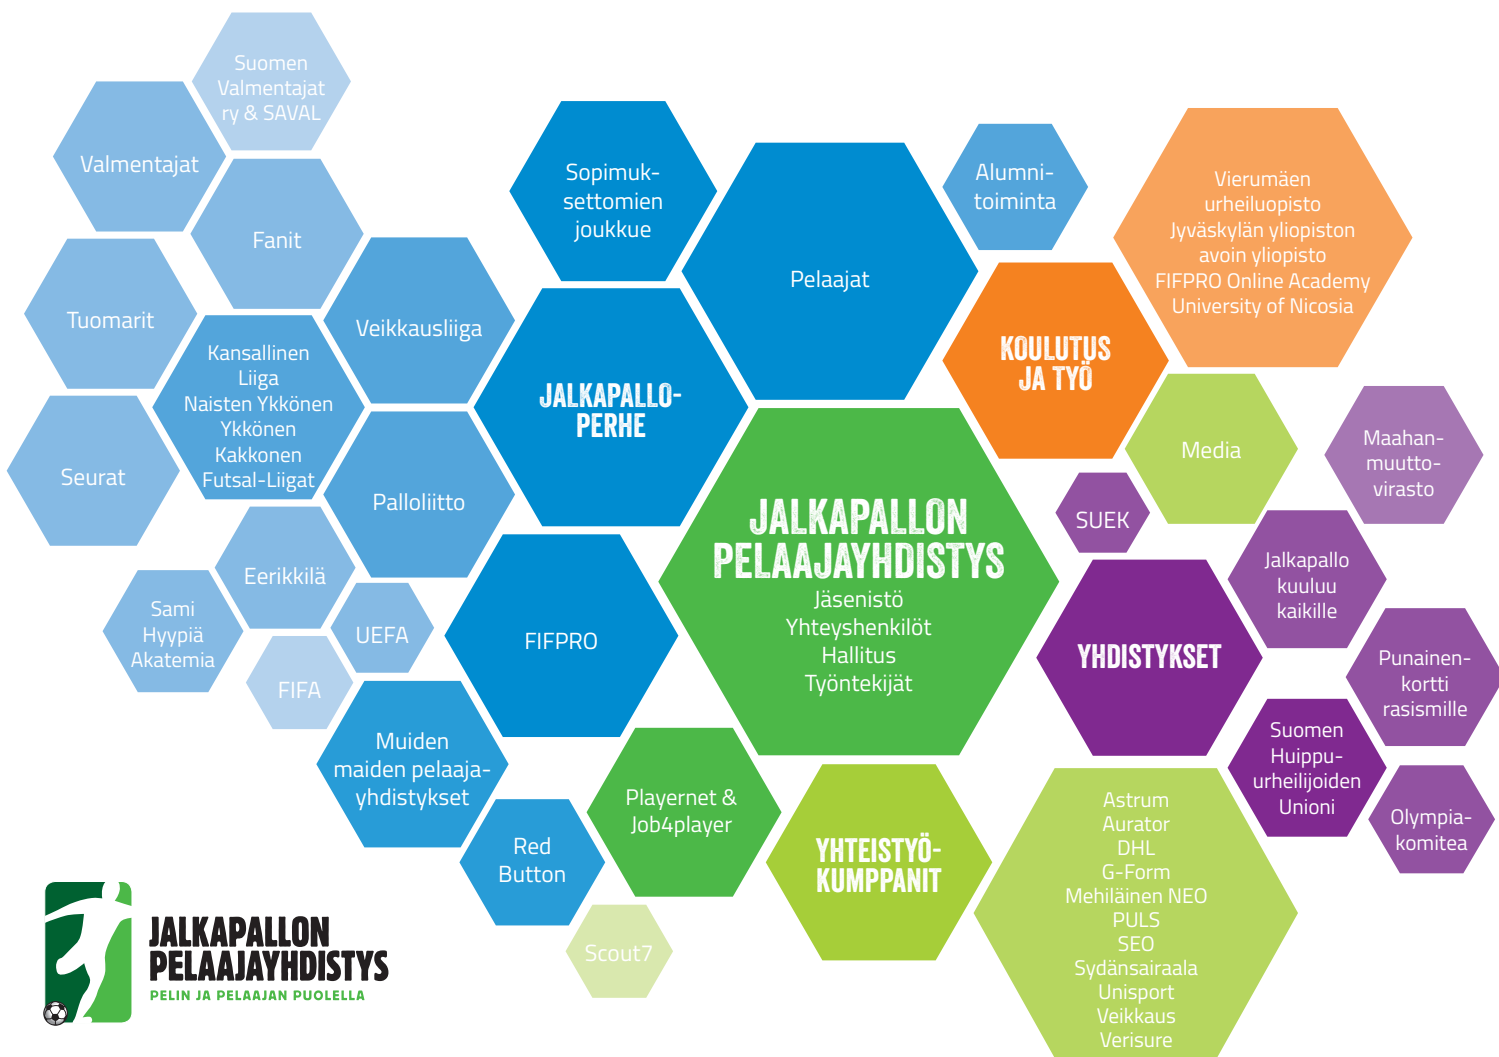 Suomen
Valmentajat
ry & SAVAL
Valmentajat
Fanit
Tuomarit
Veikkausliiga
Kansallinen
Liiga
Naisten Ykkönen
Ykkönen
Kakkonen
Futsal-Liigat
Seurat
Palloliitto
Eerikkilä
Sami
Hyypiä
Akatemia
UEFA
FIFA
Sopimuk-
settomien
joukkue
Pelaajat
JALKAPALLO-
PERHE
FIFPRO
Muiden
maiden pelaaja-
yhdistykset
Red
Button
Playernet &
Job4player
Scout7
JALKAPALLON
PELAAJAYHDISTYS
Jäsenistö
Yhteyshenkilöt
Hallitus
Työntekijät
Alumni-
toiminta
KOULUTUS
JA TYÖ
Vierumäen
urheiluopisto
Jyväskylän yliopiston
avoin yliopisto
FIFPRO Online Academy
University of Nicosia
Media
Maahan-
muutto-
virasto
SUEK
Jalkapallo
kuuluu
kaikille
YHDISTYKSET
Punainen-
kortti
rasismille
Suomen
Huippu-
urheilijoiden
Unioni
Olympia-
komitea
YHTEISTYÖ-
KUMPPANIT
Astrum
Aurator
DHL
G-Form
Mehiläinen NEO
PULS
SEO
Sydänsairaala
Unisport
Veikkaus
Verisure
JALKAPALLON
PELAAJAYHDISTYS
PELIN JA PELAAJAN PUOLELLA